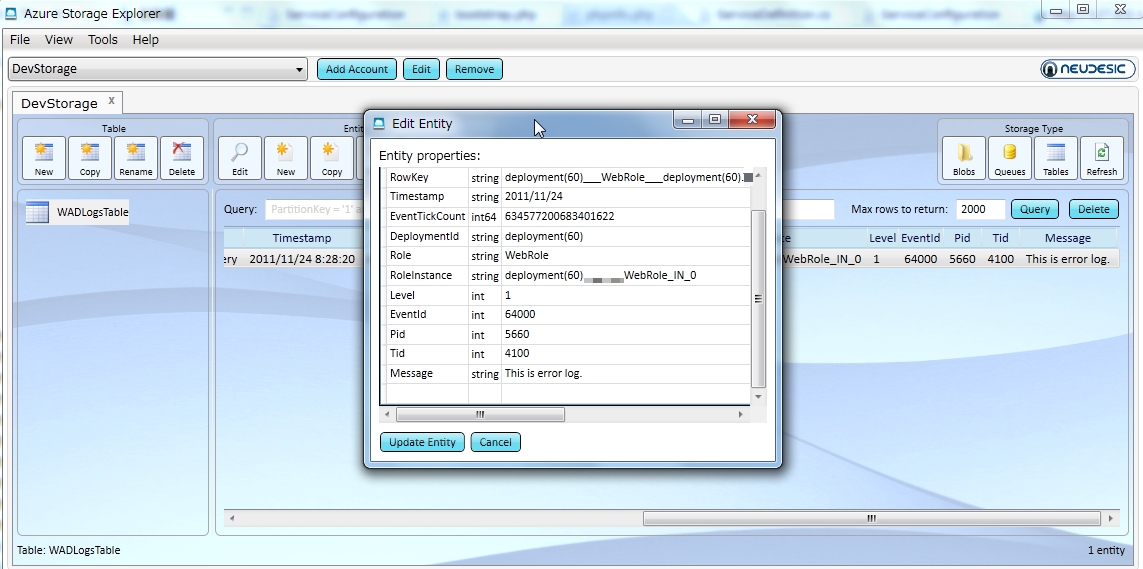 Azure Storage Explorer
File View Tools Help
DevStorage Add Account Edit Remove NEUDESIC
DevStorage x
Table
New Copy Rename Delete
Entit
Edit New Copy
Storage Type
Blobs Queues Tables Refresh
WADLogsTable
Query: PartitionKey = '1' a Max rows to return: 2000 Query Delete
Timestamp Level EventId Pid Tid Message
ery 2011/11/24 8:28:20 WebRole_IN_0 1 64000 5660 4100 This is error log.
Edit Entity
Entity properties:
RowKey string deployment(60)___WebRole___deployment(60).
Timestamp string 2011/11/24
EventTickCount int64 634577200683401622
DeploymentId string deployment(60)
Role string WebRole
RoleInstance string deployment(60) WebRole_IN_0
Level int 1
EventId int 64000
Pid int 5660
Tid int 4100
Message string This is error log.
Update Entity Cancel
Table: WADLogsTable 1 entity